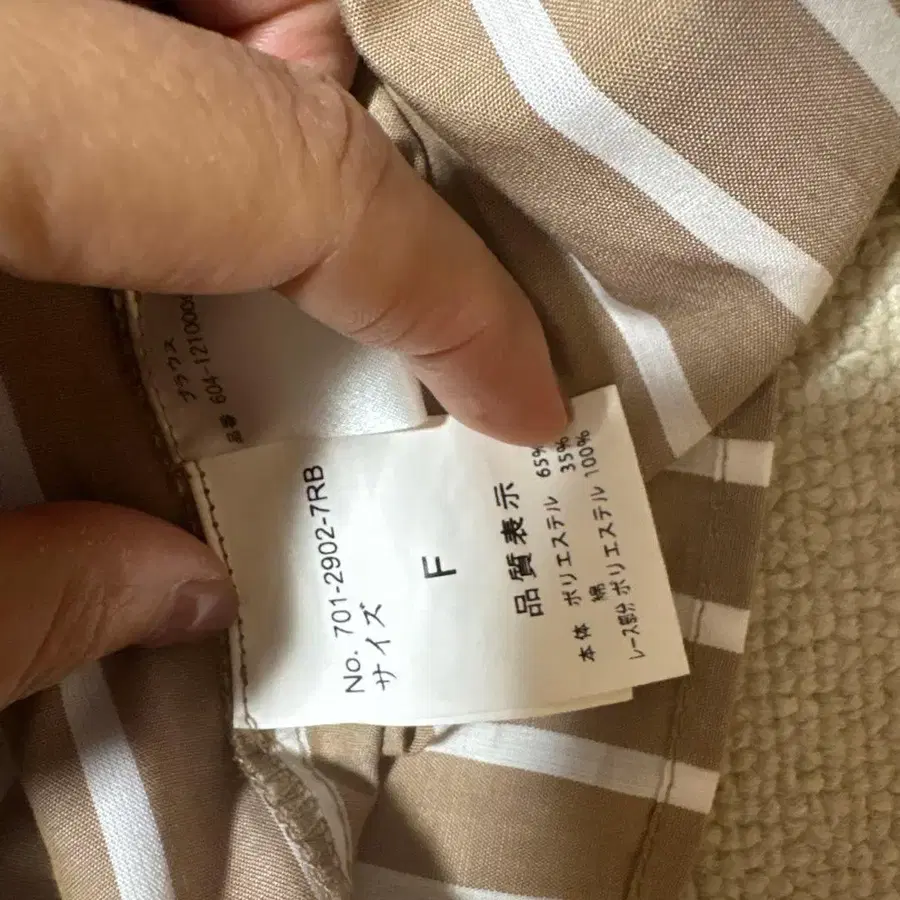 ブラウス
品番 604-121000
No. 701-2902-7RB
サイズ
F
品質表示
本体 ポリエステル 65%
綿 35%
レース部分 ポリエステル 100%